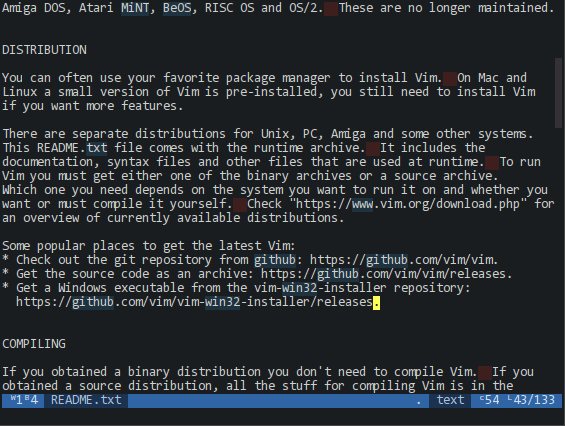 Amiga DOS, Atari MiNT, BeOS, RISC OS and OS/2.  These are no longer maintained.
DISTRIBUTION
You can often use your favorite package manager to install Vim.  On Mac and
Linux a small version of Vim is pre-installed, you still need to install Vim
if you want more features.
There are separate distributions for Unix, PC, Amiga and some other systems.
This README.txt file comes with the runtime archive.  It includes the
documentation, syntax files and other files that are used at runtime.  To run
Vim you must get either one of the binary archives or a source archive.
Which one you need depends on the system you want to run it on and whether you
want or must compile it yourself.  Check "https://www.vim.org/download.php" for
an overview of currently available distributions.
Some popular places to get the latest Vim:
* Check out the git repository from github: https://github.com/vim/vim.
* Get the source code as an archive: https://github.com/vim/vim/releases.
* Get a Windows executable from the vim-win32-installer repository:
https://github.com/vim/vim-win32-installer/releases.
COMPILING
If you obtained a binary distribution you don't need to compile Vim.  If you
obtained a source distribution, all the stuff for compiling Vim is in the
ᵂ1ᴮ4 README.txt . text ᶜ54 ᴸ43/133